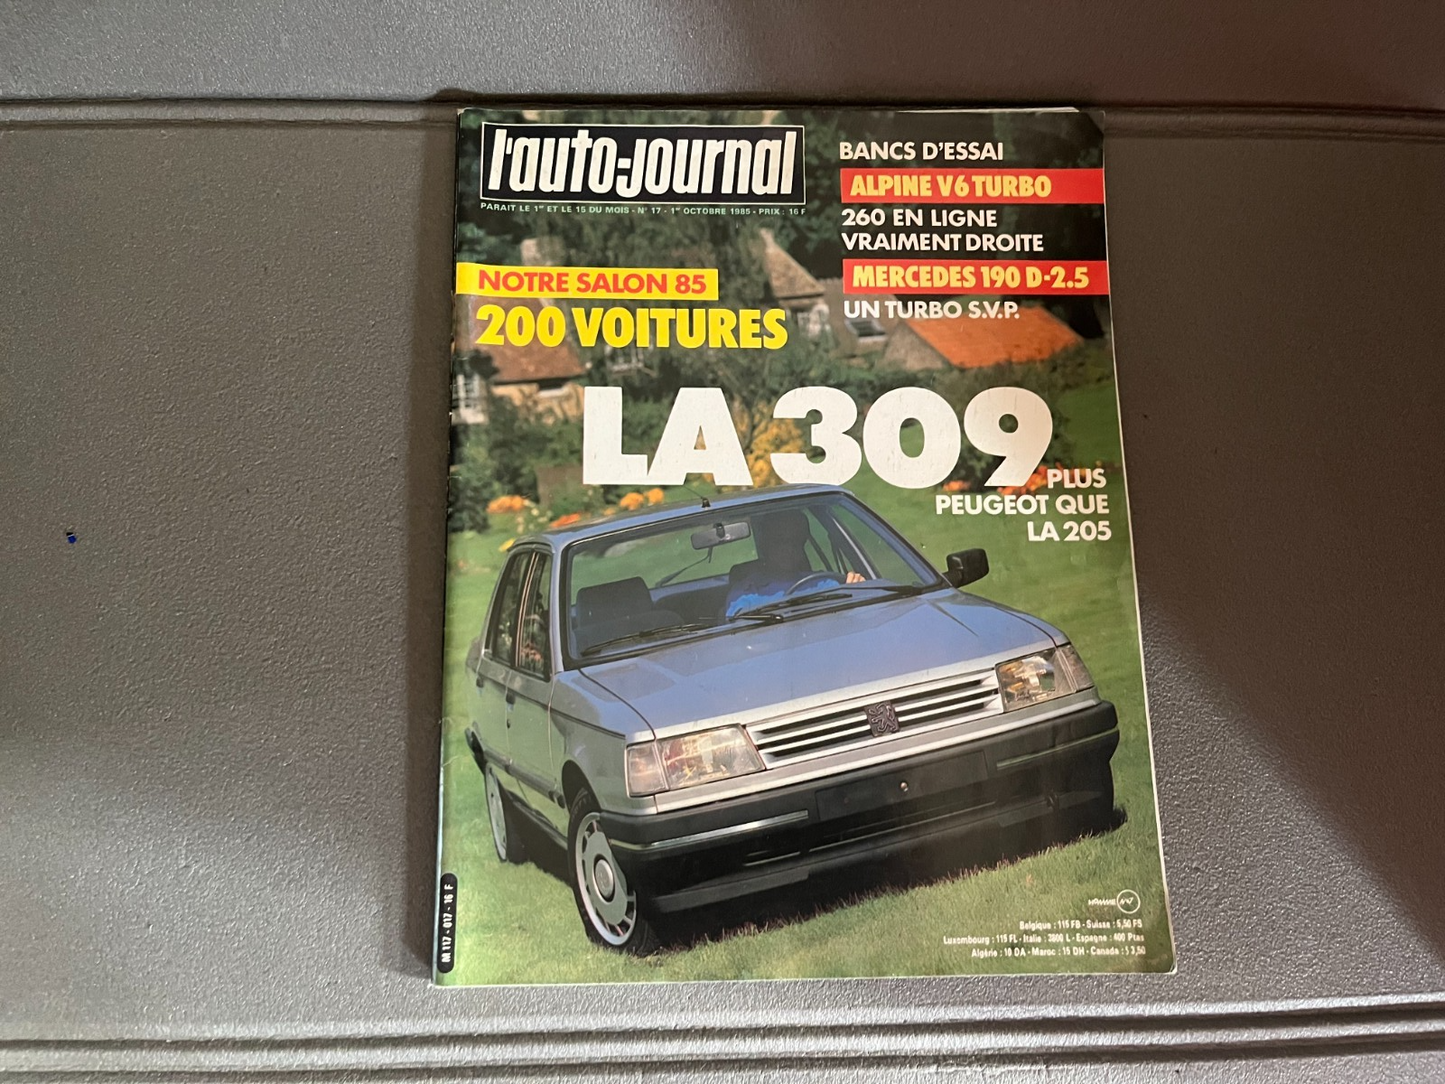 l'auto-journal
PARAIT LE 1er ET LE 15 DU MOIS - N° 17 - 1er OCTOBRE 1985 - PRIX : 16 F
BANCS D'ESSAI
ALPINE V6 TURBO
260 EN LIGNE
VRAIMENT DROITE
MERCEDES 190 D-2.5
UN TURBO S.V.P.
NOTRE SALON 85
200 VOITURES
LA 309
PLUS
PEUGEOT QUE
LA 205
M 117 - 017 - 16 F
Belgique : 115 FB - Suisse : 5,50 FS
Luxembourg : 115 FL - Italie : 3800 L - Espagne : 400 Ptas
Algérie : 10 DA - Maroc : 15 DH - Canada : $ 3,50